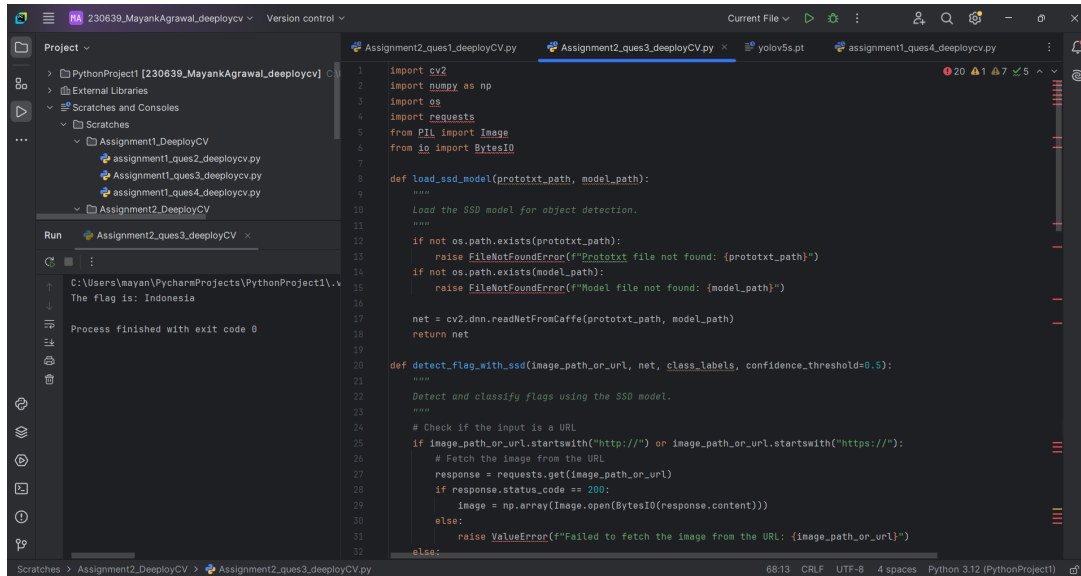 MA 230639_MayankAgrawal_deeploycv Version control Current File
Project
PythonProject1 [230639_MayankAgrawal_deeploycv]
External Libraries
Scratches and Consoles
Scratches
Assignment1_DeeployCV
assignment1_ques2_deeploycv.py
Assignment1_ques3_deeploycv.py
assignment1_ques4_deeploycv.py
Assignment2_DeeployCV
Run Assignment2_ques3_deeployCV
C:\Users\mayan\PycharmProjects\PythonProject1\.v
The flag is: Indonesia
Process finished with exit code 0
Assignment2_ques1_deeployCV.py Assignment2_ques3_deeployCV.py yolov5s.pt assignment1_ques4_deeploycv.py
20 1 7 5
1 import cv2
2 import numpy as np
3 import os
4 import requests
5 from PIL import Image
6 from io import BytesIO
7
8 def load_ssd_model(prototxt_path, model_path):
9 """
10 Load the SSD model for object detection.
11 """
12 if not os.path.exists(prototxt_path):
13 raise FileNotFoundError(f"Prototxt file not found: {prototxt_path}")
14 if not os.path.exists(model_path):
15 raise FileNotFoundError(f"Model file not found: {model_path}")
16
17 net = cv2.dnn.readNetFromCaffe(prototxt_path, model_path)
18 return net
19
20 def detect_flag_with_ssd(image_path_or_url, net, class_labels, confidence_threshold=0.5):
21 """
22 Detect and classify flags using the SSD model.
23 """
24 # Check if the input is a URL
25 if image_path_or_url.startswith("http://") or image_path_or_url.startswith("https://"):
26 # Fetch the image from the URL
27 response = requests.get(image_path_or_url)
28 if response.status_code == 200:
29 image = np.array(Image.open(BytesIO(response.content)))
30 else:
31 raise ValueError(f"Failed to fetch the image from the URL: {image_path_or_url}")
32 else:
Scratches > Assignment2_DeeployCV > Assignment2_ques3_deeployCV.py 68:13 CRLF UTF-8 4 spaces Python 3.12 (PythonProject1)